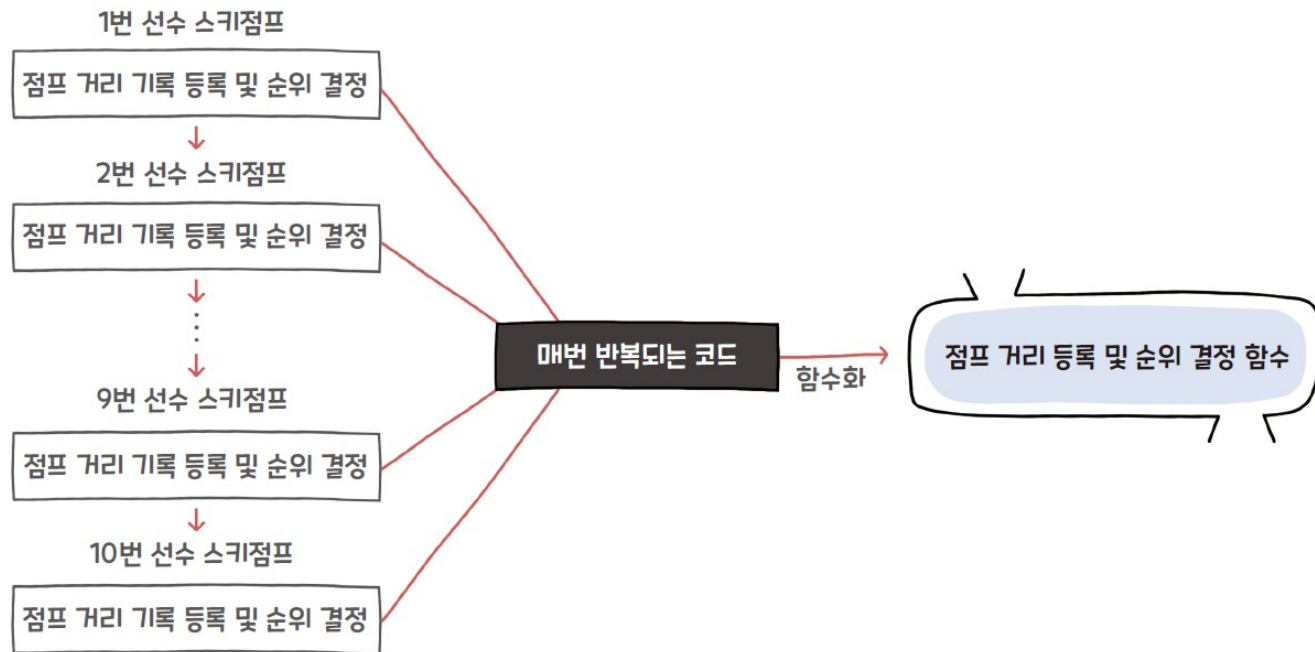 1번 선수 스키점프
점프 거리 기록 등록 및 순위 결정
2번 선수 스키점프
점프 거리 기록 등록 및 순위 결정
9번 선수 스키점프
점프 거리 기록 등록 및 순위 결정
10번 선수 스키점프
점프 거리 기록 등록 및 순위 결정
매번 반복되는 코드
함수화
점프 거리 등록 및 순위 결정 함수